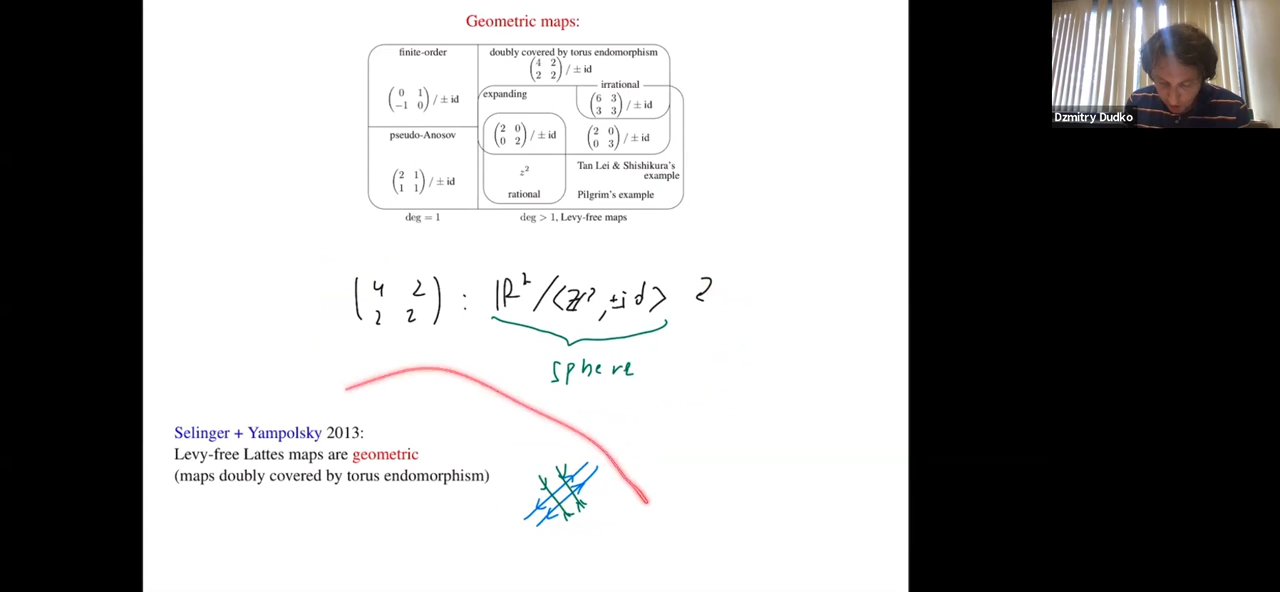 Geometric maps:
finite-order
doubly covered by torus endomorphism
(4 2
2 2) / ± id
irrational
expanding
(0 1
-1 0) / ± id
(6 3
3 3) / ± id
pseudo-Anosov
(2 0
0 2) / ± id
(2 0
0 3) / ± id
(2 1
1 1) / ± id
z²
Tan Lei & Shishikura's
example
rational
Pilgrim's example
deg = 1
deg > 1, Levy-free maps
(4 2
2 2) : ℝ²/⟨ℤ², ±id⟩
sphere
Selinger + Yampolsky 2013:
Levy-free Lattes maps are geometric
(maps doubly covered by torus endomorphism)
Dzmitry Dudko